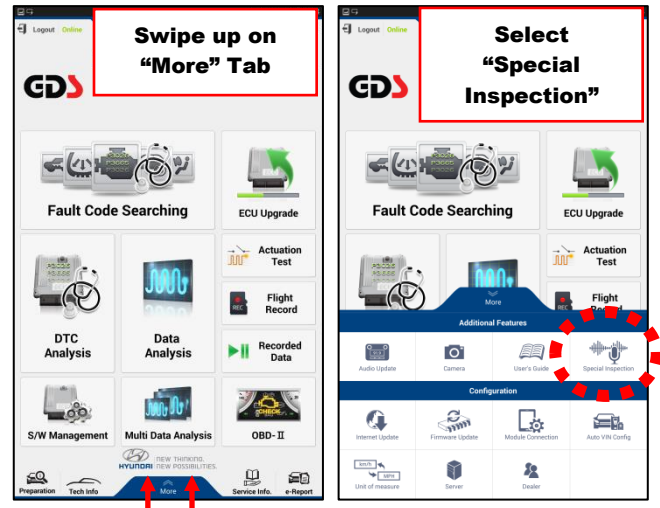 Logout Online
Swipe up on
"More" Tab
GDS
Fault Code Searching
ECU Upgrade
Actuation
Test
REC
Flight
Record
DTC
Analysis
Data
Analysis
Recorded
Data
S/W Management
Multi Data Analysis
CHECK
OBD-II
HYUNDAI
NEW THINKING.
NEW POSSIBILITIES.
Preparation
Tech Info
More
Service Info.
e-Report
Logout Online
Select
"Special
Inspection"
GDS
Fault Code Searching
ECU Upgrade
Actuation
Test
REC
Flight
Record
More
Additional Features
Audio Update
Camera
User's Guide
Special Inspection
Configuration
Internet Update
Firmware Update
Module Connection
Auto VIN Config
km/h
MPH
Unit of measure
Server
Dealer